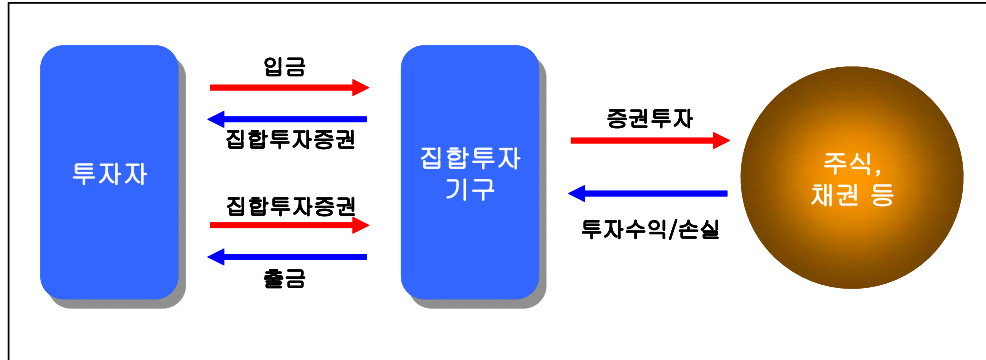 입금
집합투자증권
투자자
집합투자증권
출금
집합투자
기구
증권투자
투자수익/손실
주식,
채권 등